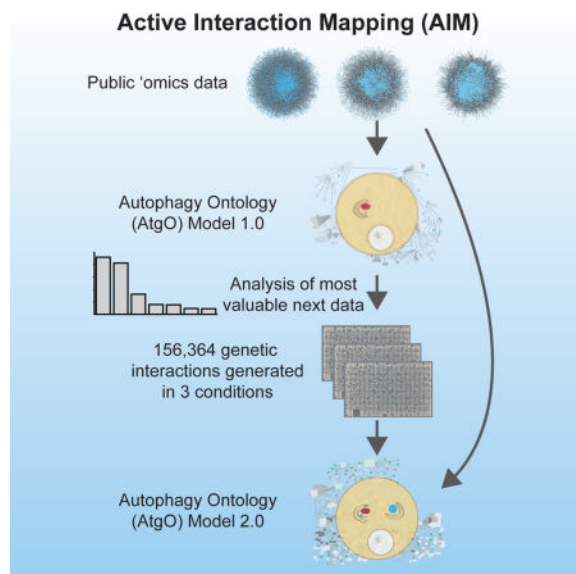 Active Interaction Mapping (AIM)
Public ‘omics data
Autophagy Ontology
(AtgO) Model 1.0
Analysis of most
valuable next data
156,364 genetic
interactions generated
in 3 conditions
Autophagy Ontology
(AtgO) Model 2.0